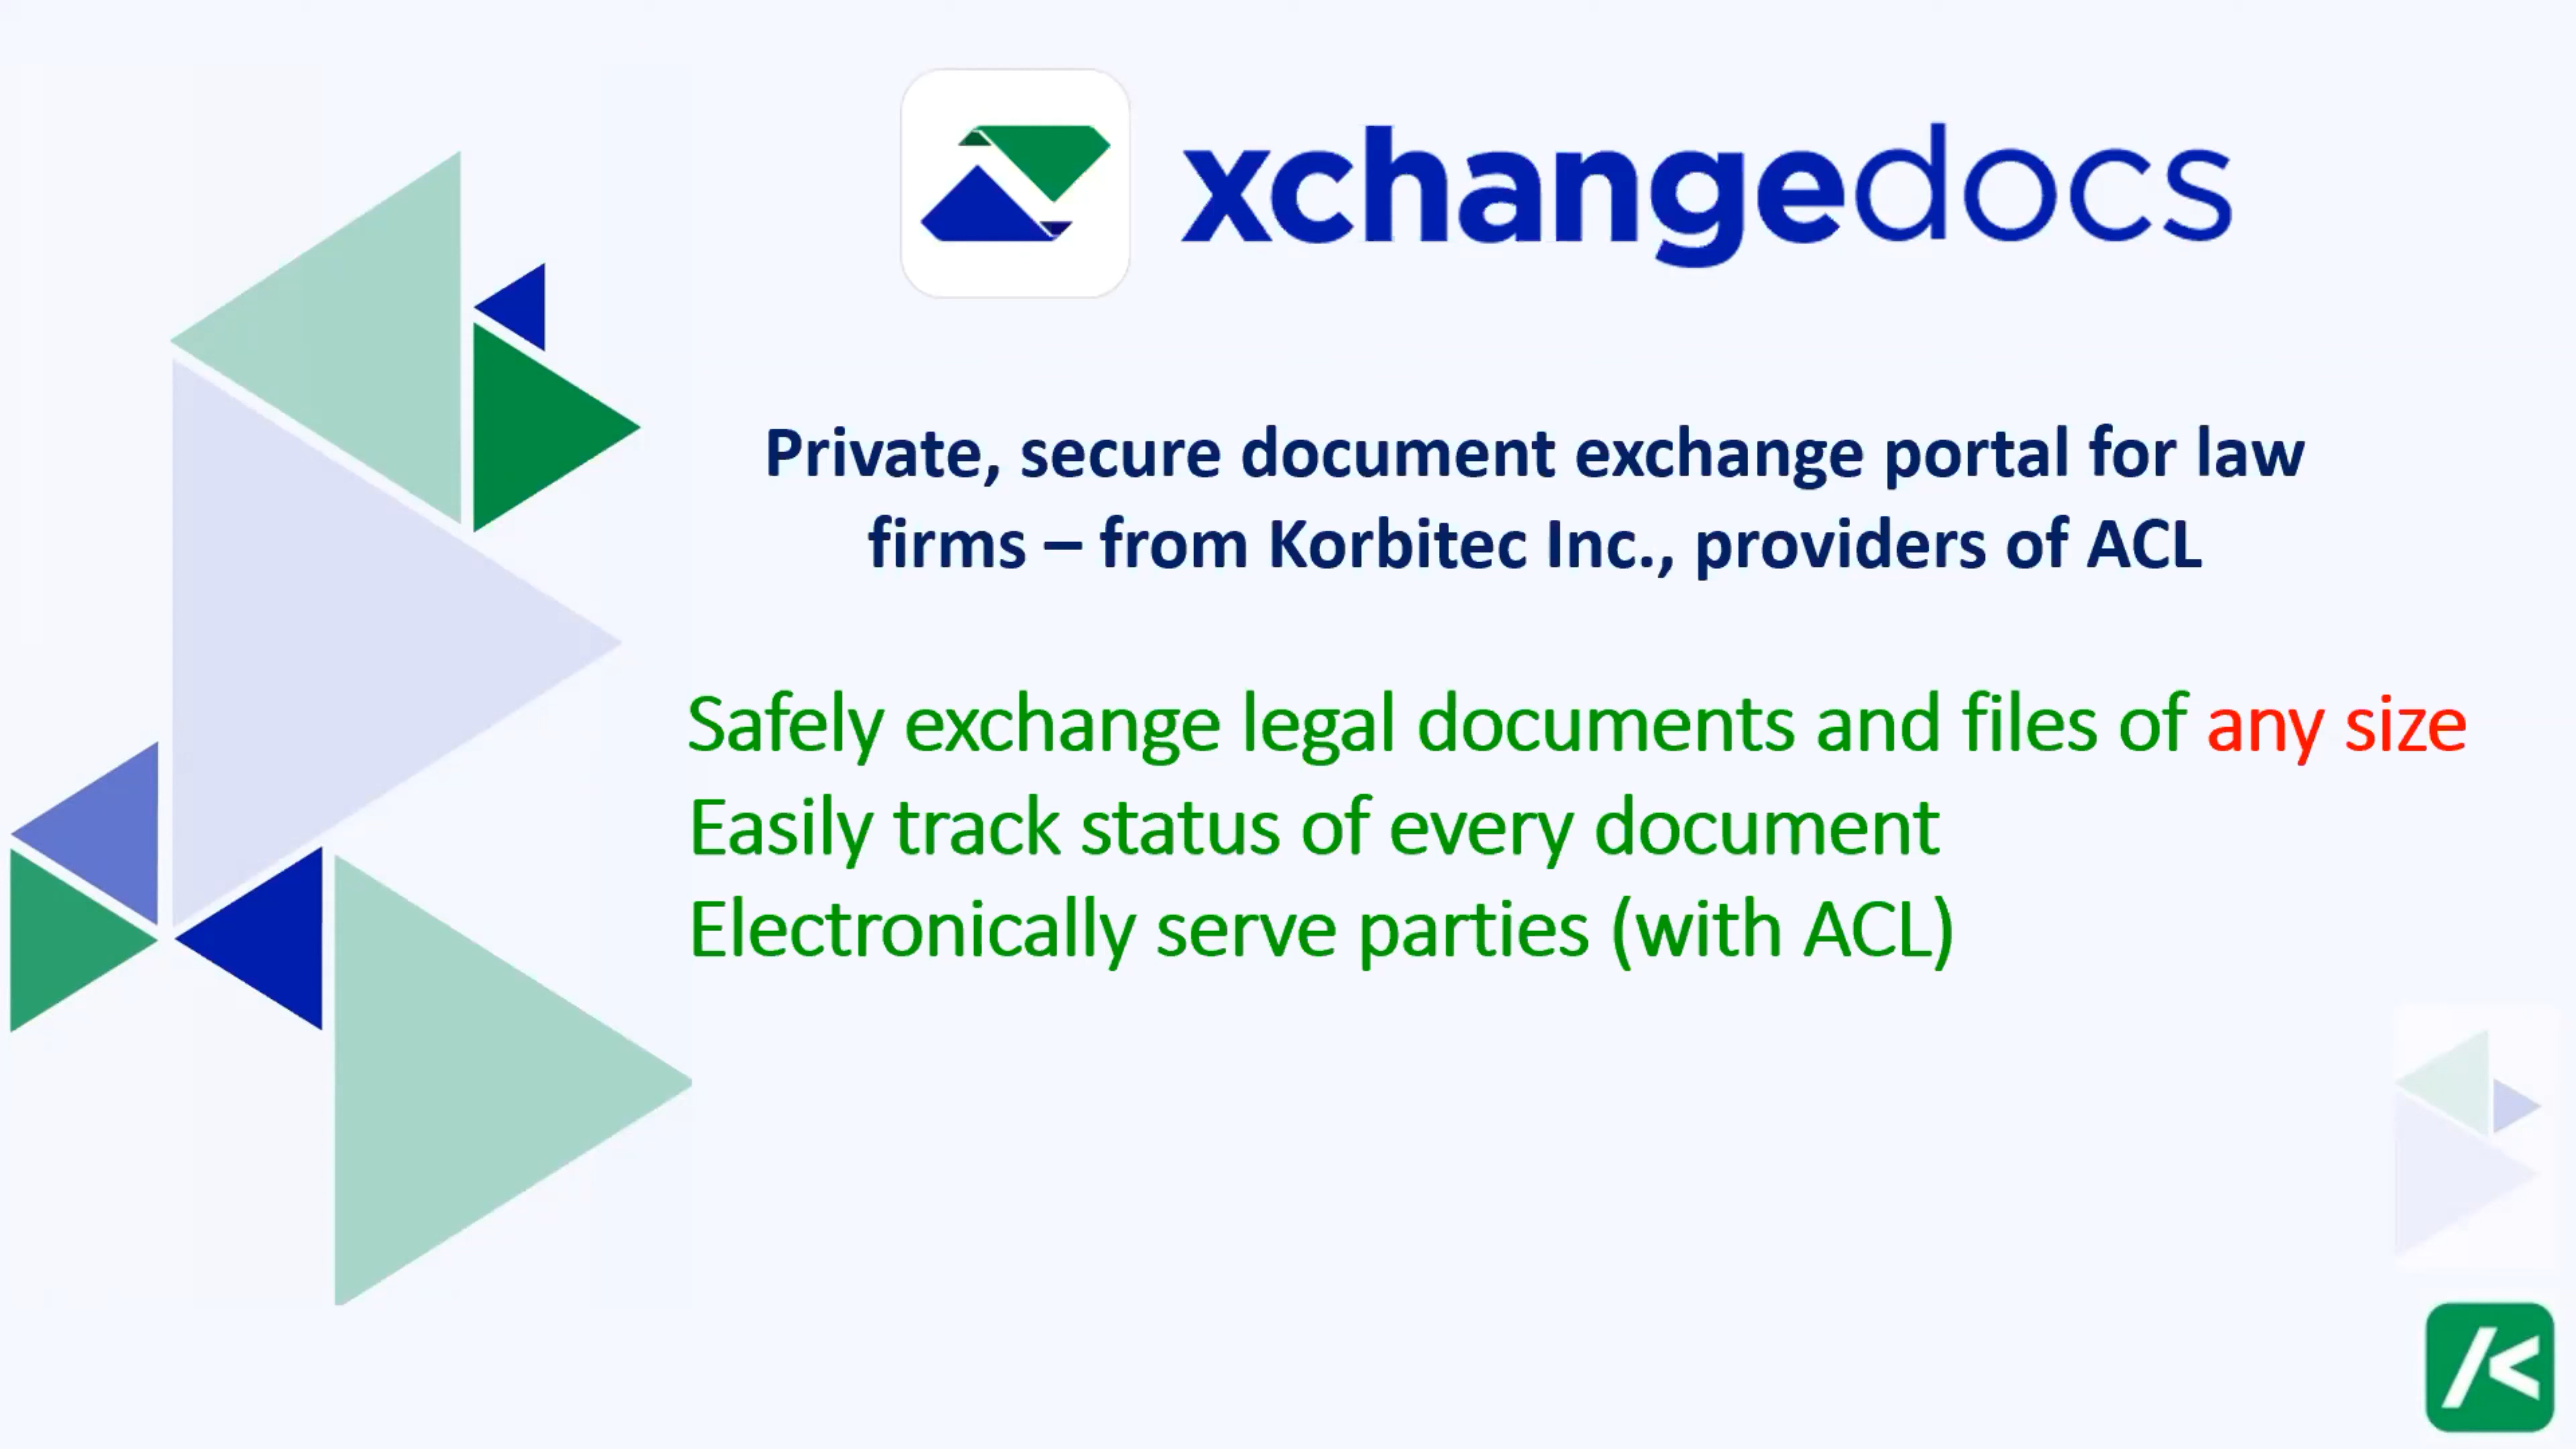 xchangedocs
Private, secure document exchange portal for law
firms – from Korbitec Inc., providers of ACL
Safely exchange legal documents and files of any size
Easily track status of every document
Electronically serve parties (with ACL)